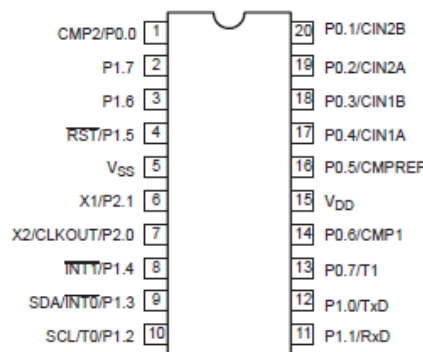 CMP2/P0.0 1 20 P0.1/CIN2B
P1.7 2 19 P0.2/CIN2A
P1.6 3 18 P0.3/CIN1B
RST/P1.5 4 17 P0.4/CIN1A
VSS 5 16 P0.5/CMPREF
X1/P2.1 6 15 VDD
X2/CLKOUT/P2.0 7 14 P0.6/CMP1
INT1/P1.4 8 13 P0.7/T1
SDA/INT0/P1.3 9 12 P1.0/TxD
SCL/T0/P1.2 10 11 P1.1/RxD